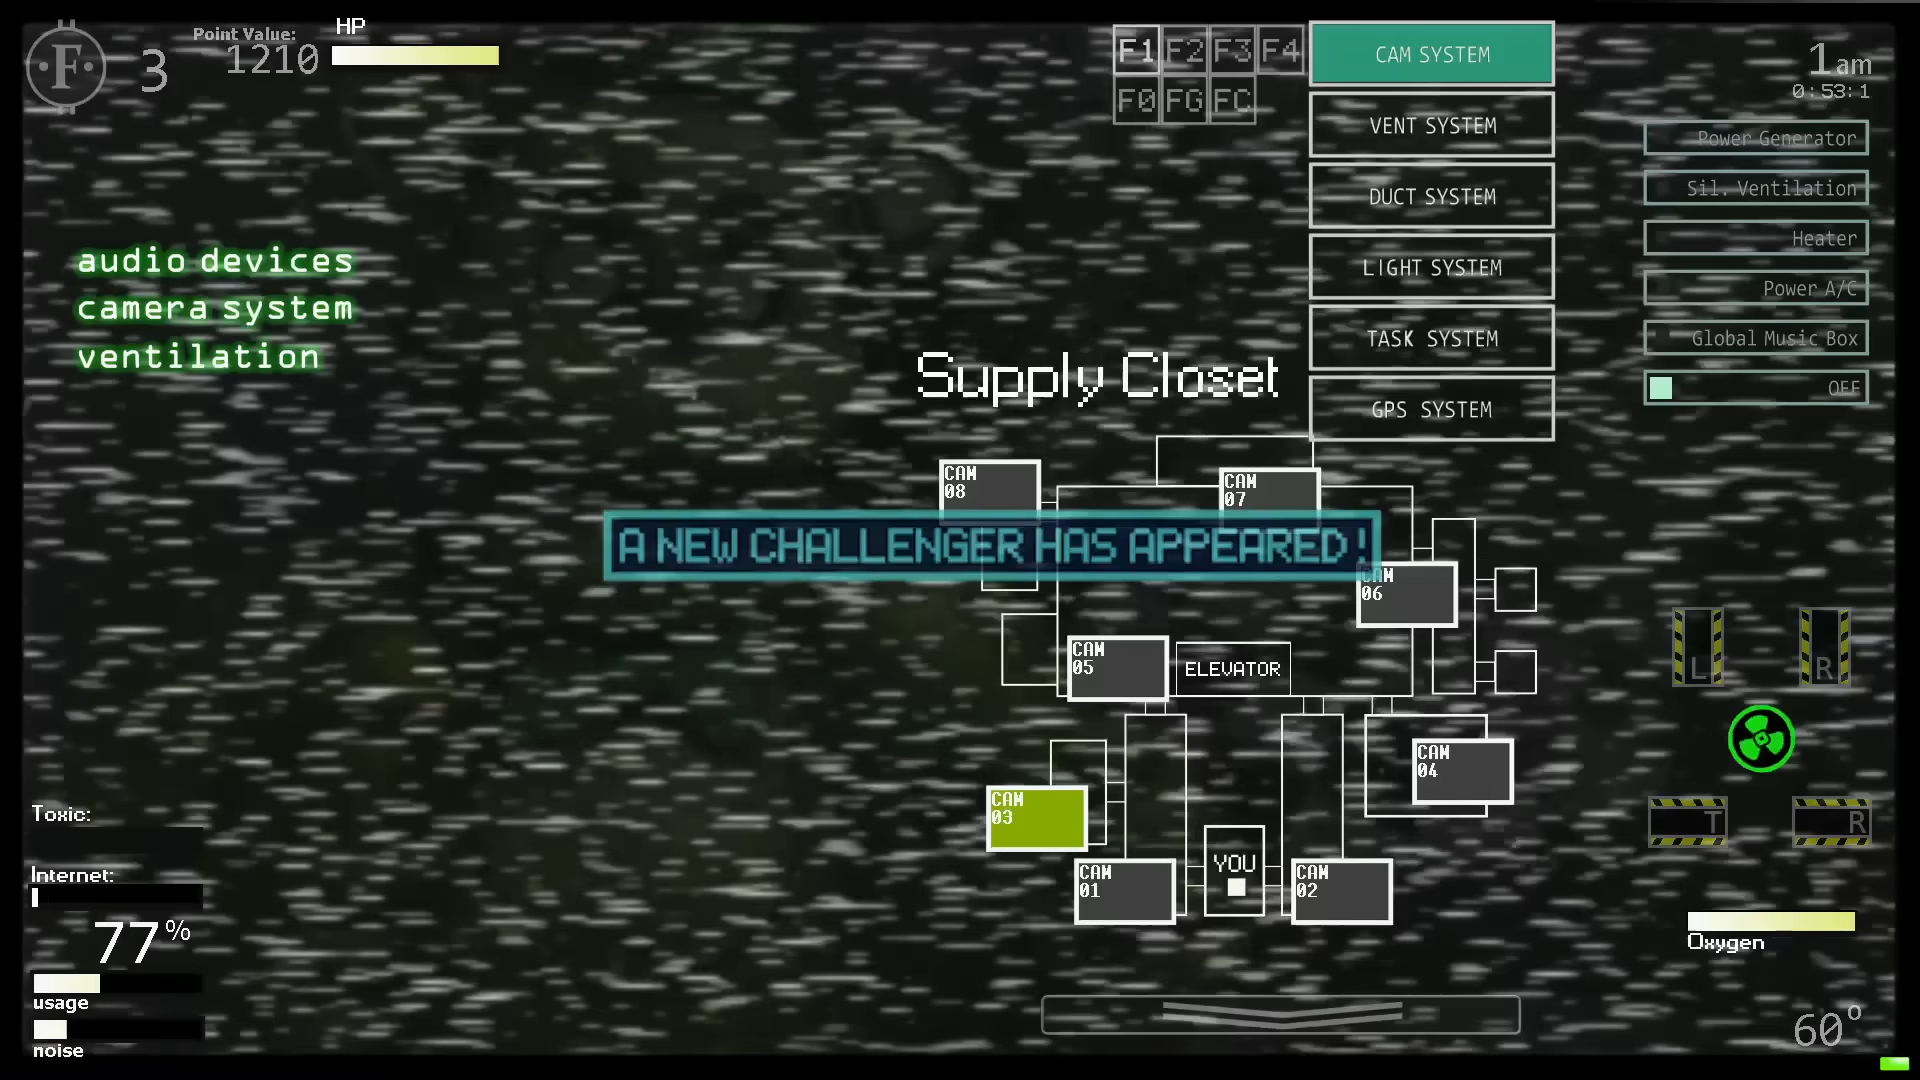 F 3
Point Value:
1210
HP
F1 F2 F3 F4
F0 FG FC
CAM SYSTEM
VENT SYSTEM
DUCT SYSTEM
LIGHT SYSTEM
TASK SYSTEM
GPS SYSTEM
1am
0:53:1
Power Generator
Sil. Ventilation
Heater
Power A/C
Global Music Box
OFF
audio devices
camera system
ventilation
Supply Closet
CAM
08
CAM
07
A NEW CHALLENGER HAS APPEARED!
CAM
06
CAM
05
ELEVATOR
CAM
04
CAM
03
YOU
CAM
01
CAM
02
L R
T R
Oxygen
60°
Toxic:
Internet:
77%
usage
noise